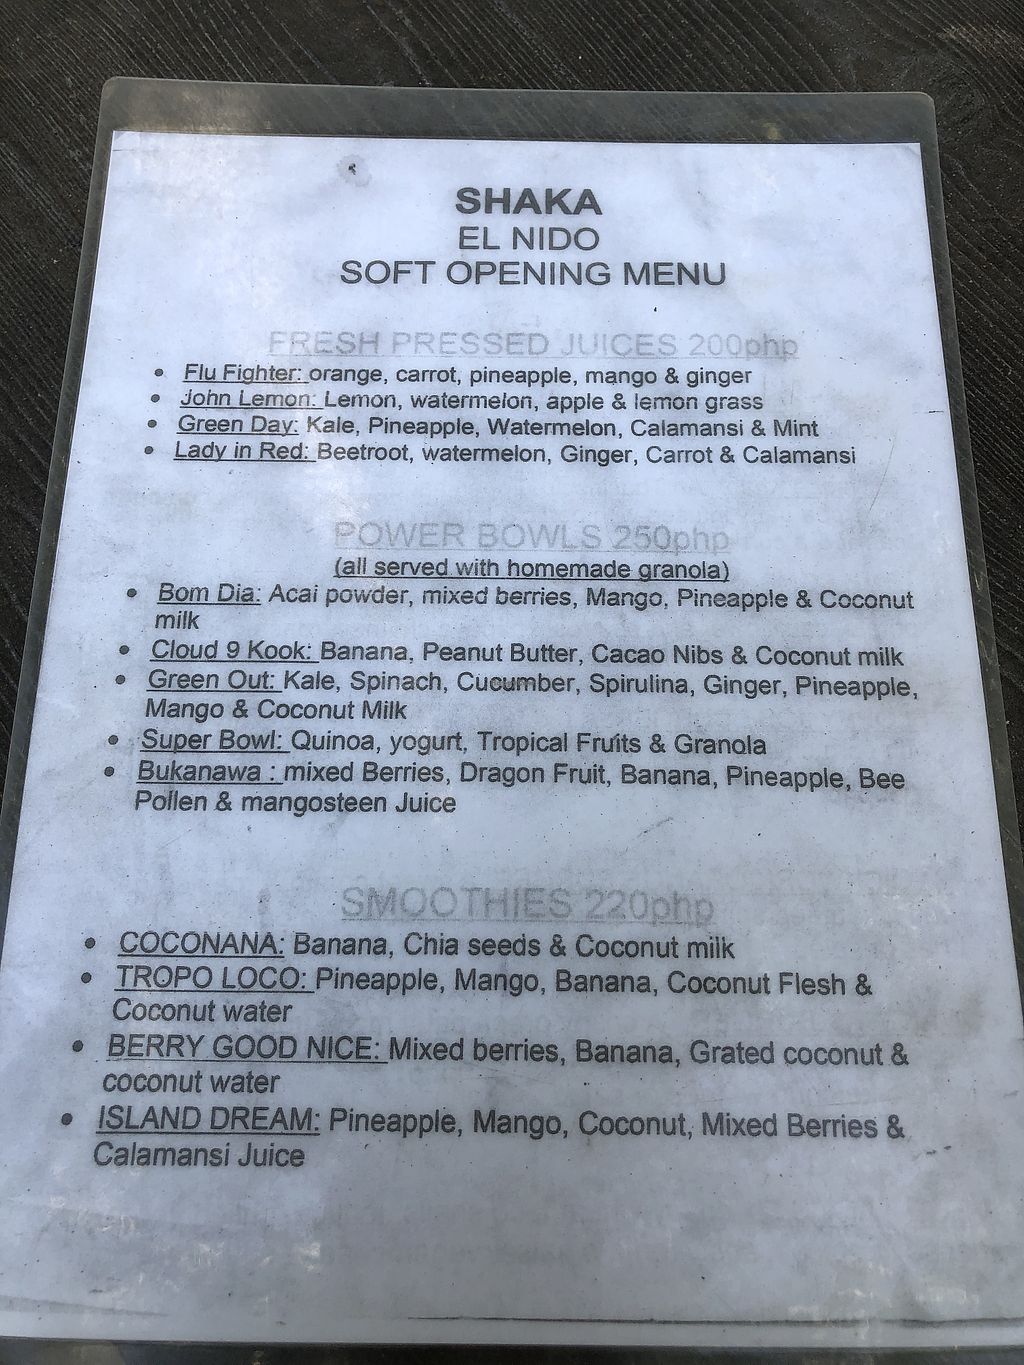 SHAKA
EL NIDO
SOFT OPENING MENU
FRESH PRESSED JUICES 200php
• Flu Fighter: orange, carrot, pineapple, mango & ginger
• John Lemon: Lemon, watermelon, apple & lemon grass
• Green Day: Kale, Pineapple, Watermelon, Calamansi & Mint
• Lady in Red: Beetroot, watermelon, Ginger, Carrot & Calamansi
POWER BOWLS 250php
(all served with homemade granola)
• Bom Dia: Acai powder, mixed berries, Mango, Pineapple & Coconut
milk
• Cloud 9 Kook: Banana, Peanut Butter, Cacao Nibs & Coconut milk
• Green Out: Kale, Spinach, Cucumber, Spirulina, Ginger, Pineapple,
Mango & Coconut Milk
• Super Bowl: Quinoa, yogurt, Tropical Fruits & Granola
• Bukanawa : mixed Berries, Dragon Fruit, Banana, Pineapple, Bee
Pollen & mangosteen Juice
SMOOTHIES 220php
• COCONANA: Banana, Chia seeds & Coconut milk
• TROPO LOCO: Pineapple, Mango, Banana, Coconut Flesh &
Coconut water
• BERRY GOOD NICE: Mixed berries, Banana, Grated coconut &
coconut water
• ISLAND DREAM: Pineapple, Mango, Coconut, Mixed Berries &
Calamansi Juice